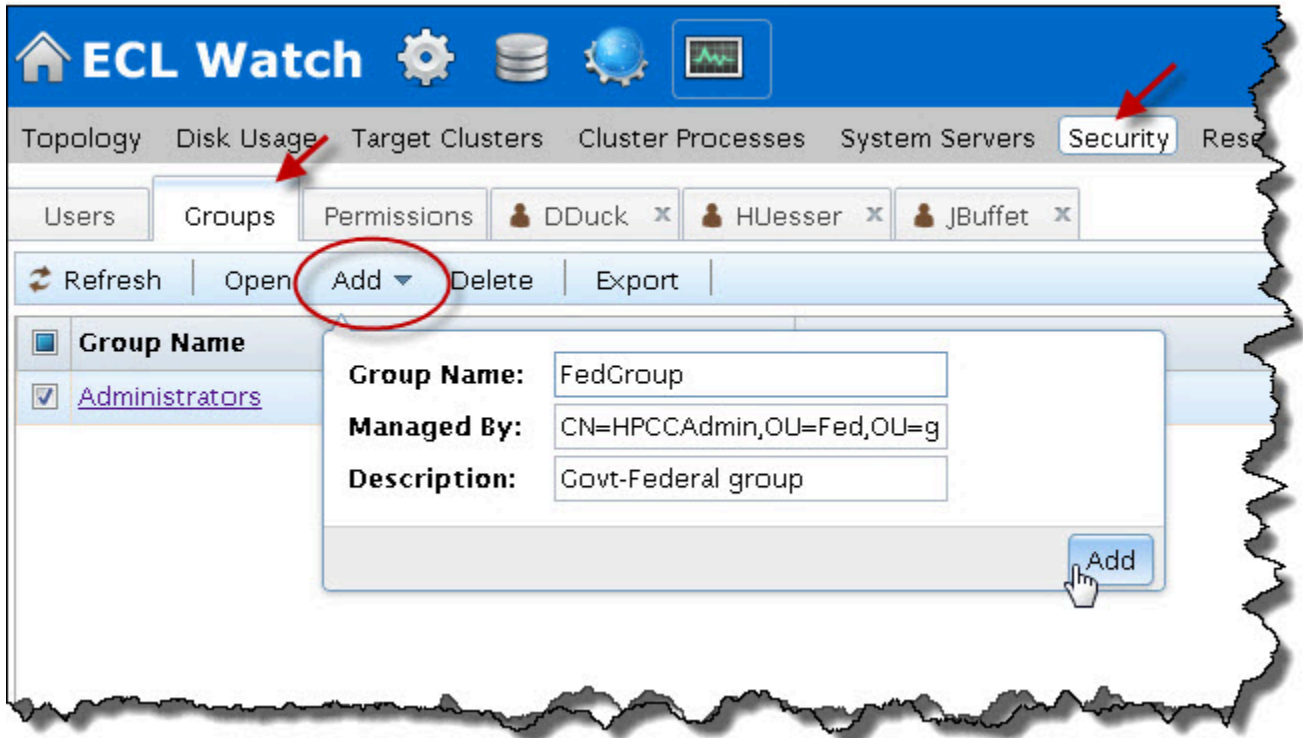 ECL Watch
Topology Disk Usage Target Clusters Cluster Processes System Servers Security Rese
Users Groups Permissions DDuck x HUesser x JBuffet x
Refresh Open Add Delete Export
Group Name
Administrators
Group Name: FedGroup
Managed By: CN=HPCCAdmin,OU=Fed,OU=g
Description: Govt-Federal group
Add